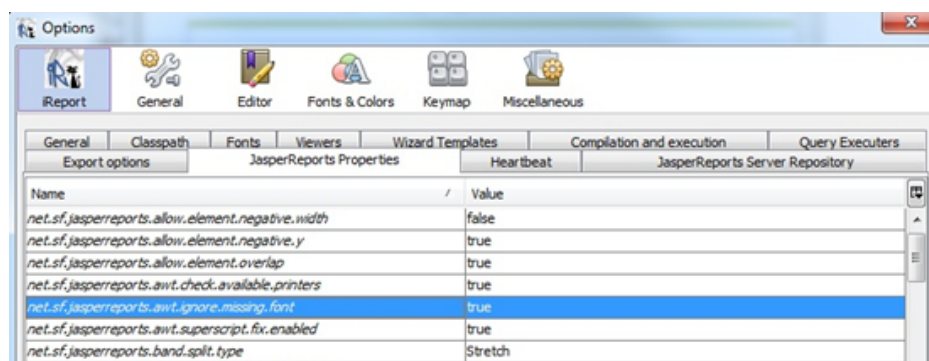 Options
iReport General Editor Fonts & Colors Keymap Miscellaneous
General Classpath Fonts Viewers Wizard Templates Compilation and execution Query Executers
Export options JasperReports Properties Heartbeat JasperReports Server Repository
Name / Value
net.sf.jasperreports.allow.element.negative.width false
net.sf.jasperreports.allow.element.negative.y true
net.sf.jasperreports.allow.element.overlap true
net.sf.jasperreports.awt.check.available.printers true
net.sf.jasperreports.awt.ignore.missing.font true
net.sf.jasperreports.awt.superscript.fix.enabled true
net.sf.jasperreports.band.split.type Stretch